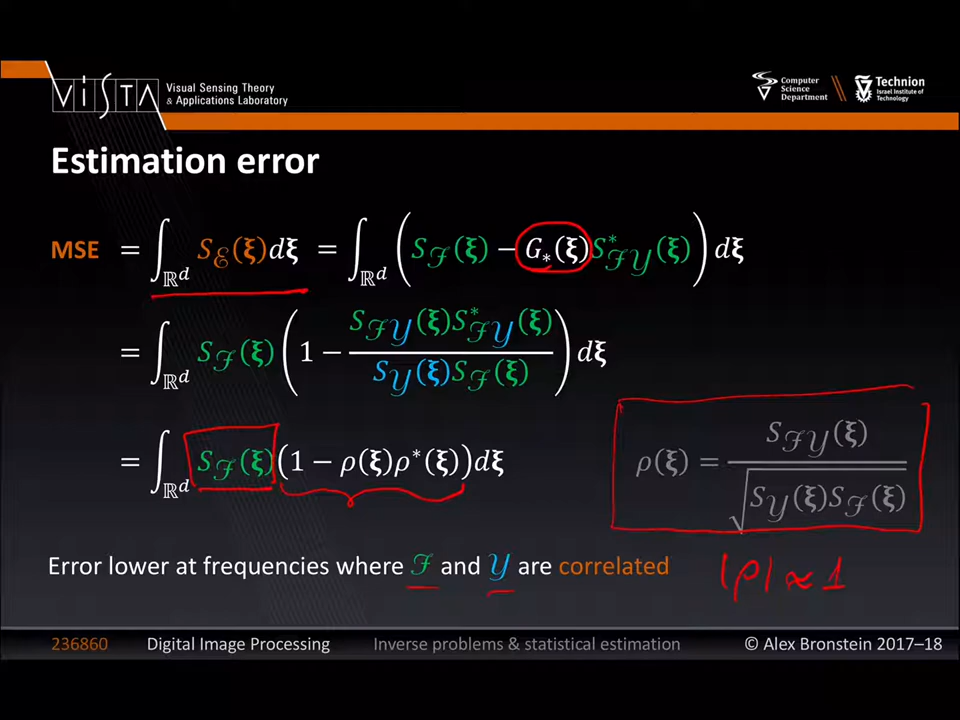 VISTA Visual Sensing Theory & Applications Laboratory
Computer Science Department
Technion Israel Institute of Technology
Estimation error
MSE = ∫_{ℝ^d} S_ℰ(ξ)dξ = ∫_{ℝ^d} ( S_ℱ(ξ) − G_*(ξ)S*_ℱ𝒴(ξ) ) dξ
= ∫_{ℝ^d} S_ℱ(ξ) ( 1 − S_ℱ𝒴(ξ)S*_ℱ𝒴(ξ) / S_𝒴(ξ)S_ℱ(ξ) ) dξ
= ∫_{ℝ^d} S_ℱ(ξ)(1 − ρ(ξ)ρ*(ξ))dξ
ρ(ξ) = S_ℱ𝒴(ξ) / √(S_𝒴(ξ)S_ℱ(ξ))
Error lower at frequencies where ℱ and 𝒴 are correlated
|ρ| ≈ 1
236860 Digital Image Processing Inverse problems & statistical estimation © Alex Bronstein 2017–18